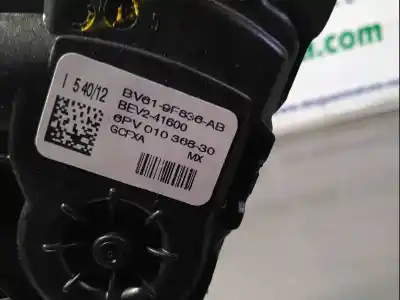 I 5 40/12
BV61-9F836-AB
BEV2-41600
6PV 010 368-30
GCFXA MX
.com